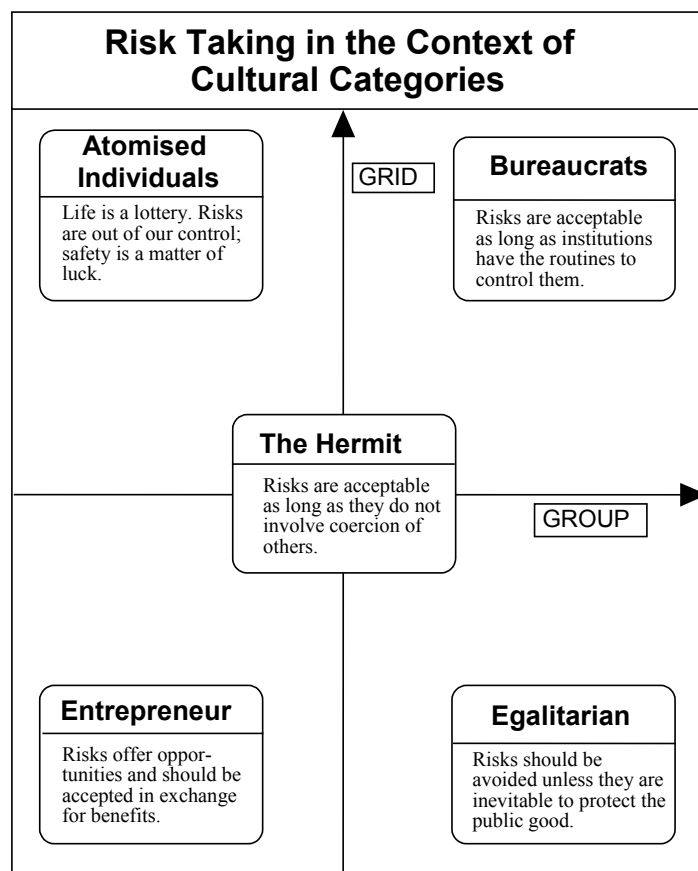 Risk Taking in the Context of
Cultural Categories
Atomised
Individuals
Life is a lottery. Risks
are out of our control;
safety is a matter of
luck.
GRID
Bureaucrats
Risks are acceptable
as long as institutions
have the routines to
control them.
The Hermit
Risks are acceptable
as long as they do not
involve coercion of
others.
GROUP
Entrepreneur
Risks offer oppor-
tunities and should be
accepted in exchange
for benefits.
Egalitarian
Risks should be
avoided unless they are
inevitable to protect the
public good.